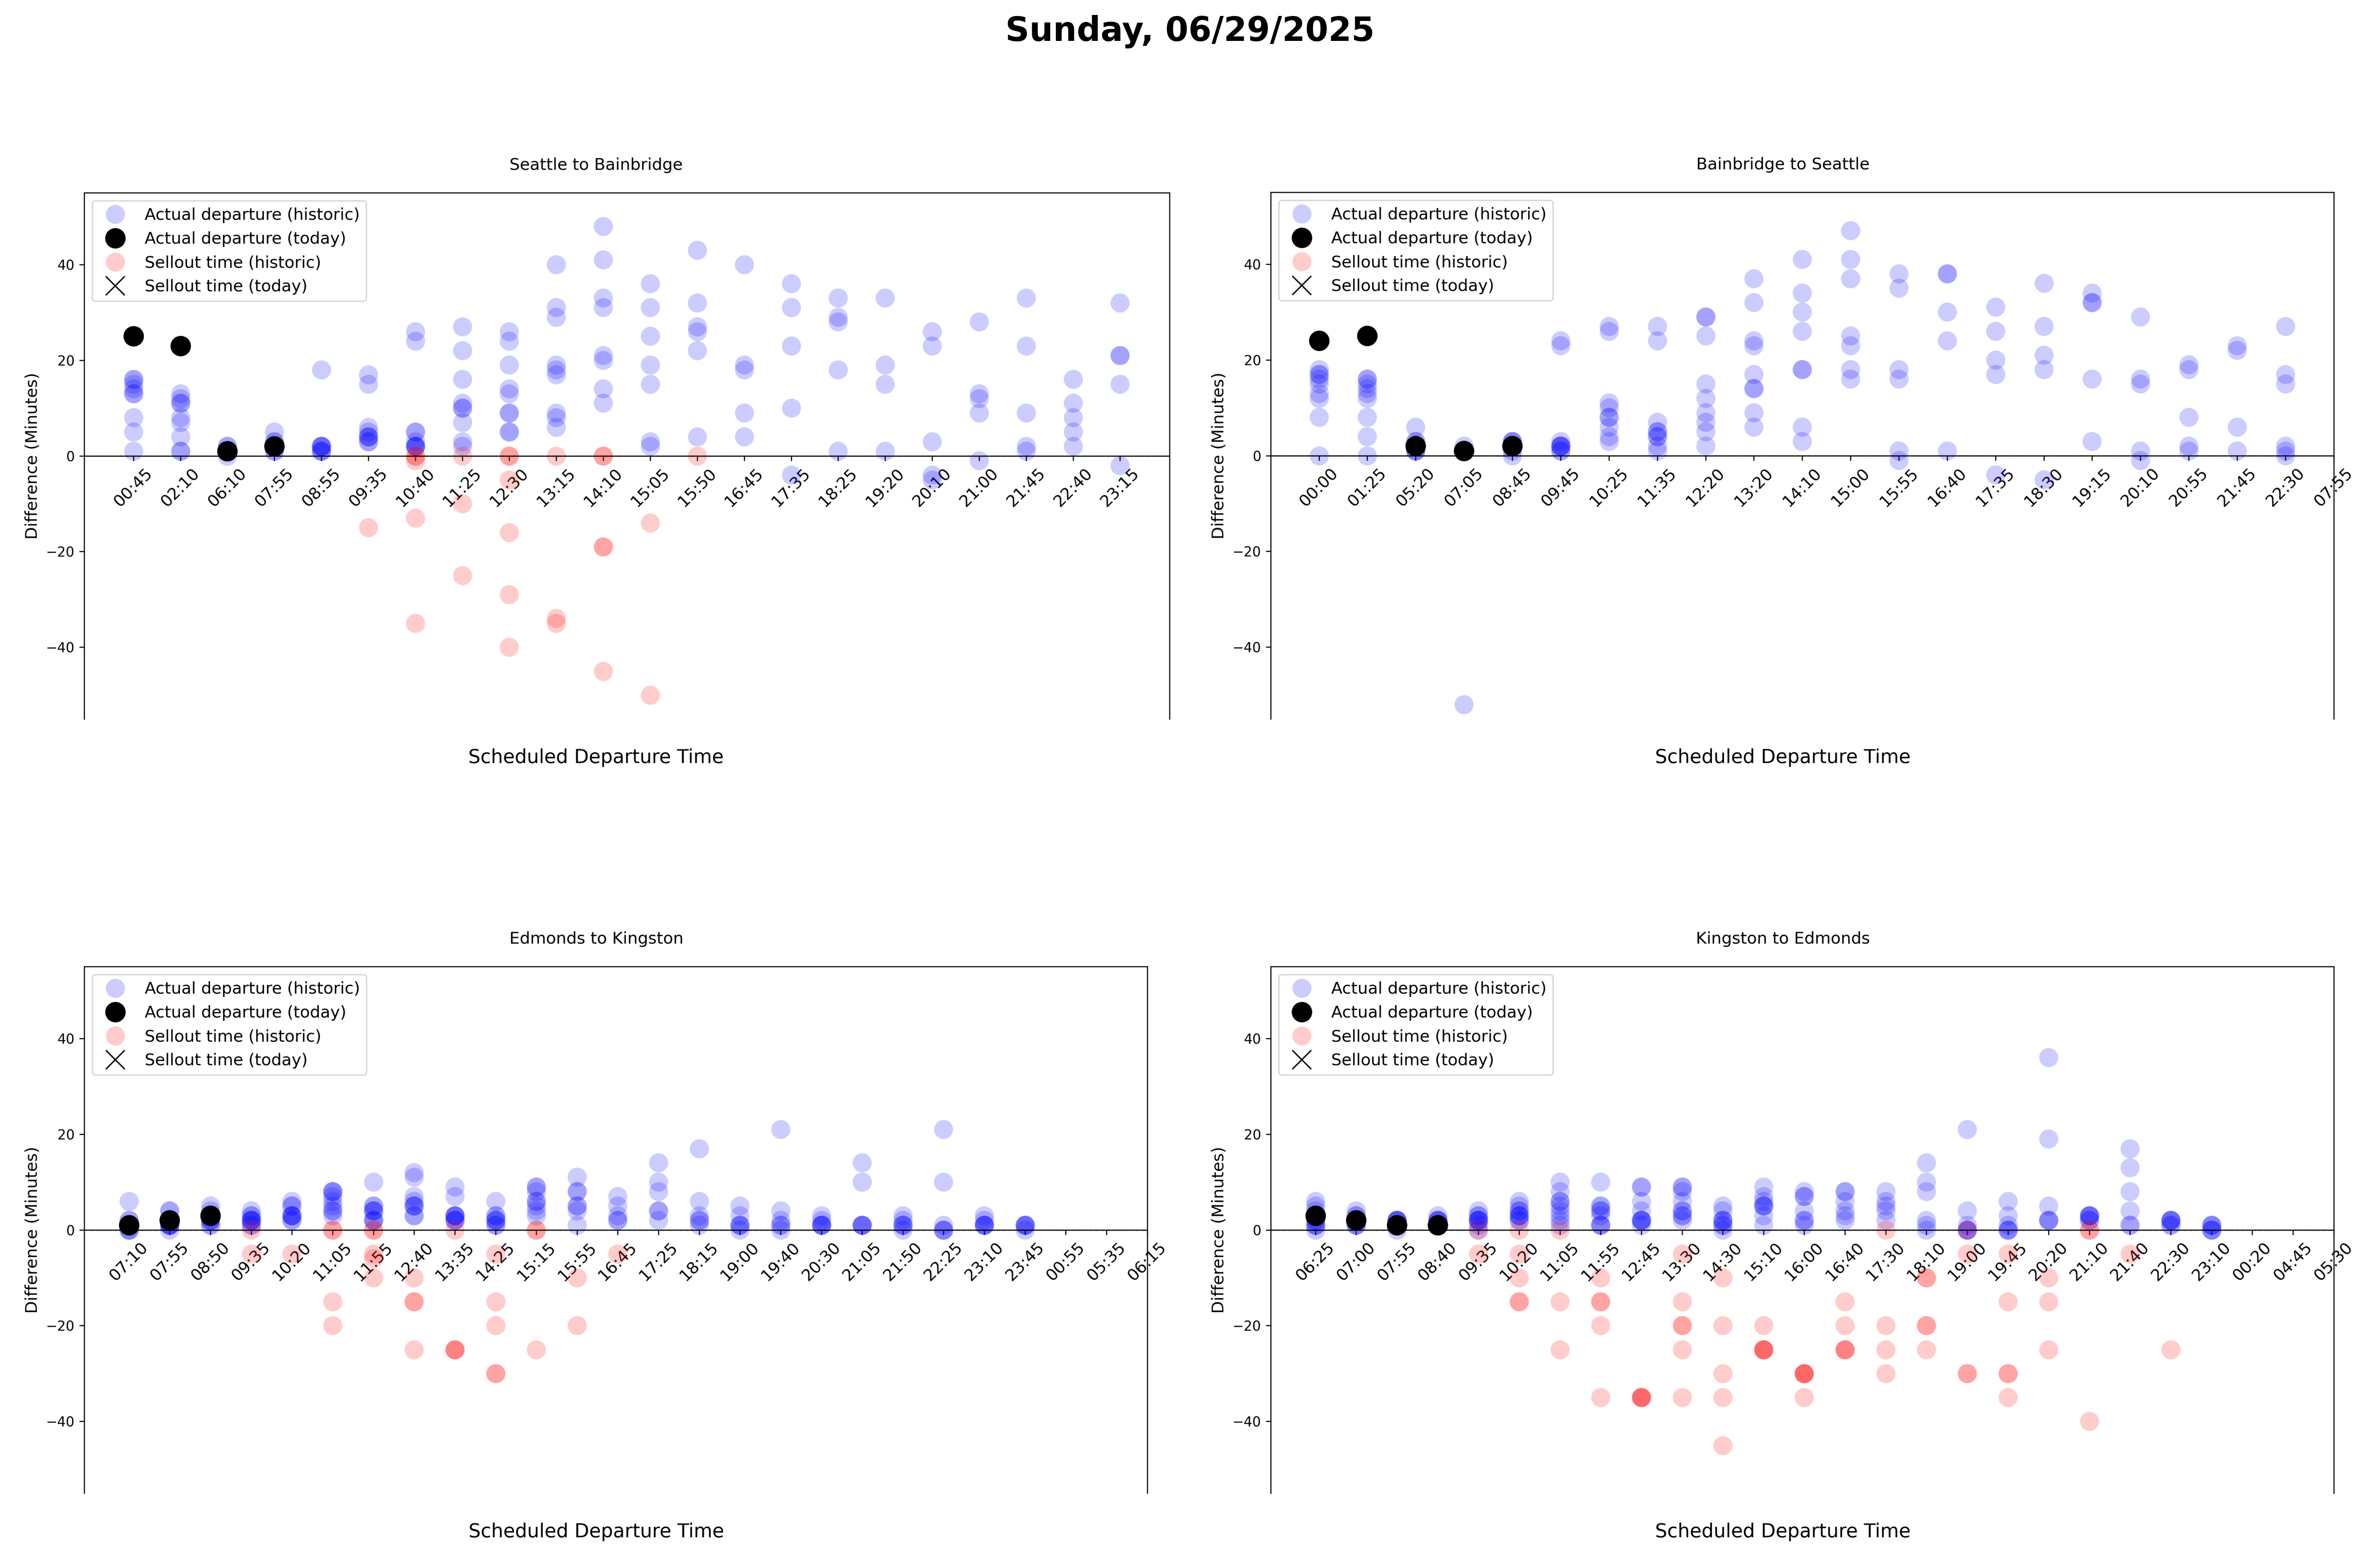 Sunday, 06/29/2025
Seattle to Bainbridge
Actual departure (historic)
Actual departure (today)
Sellout time (historic)
Sellout time (today)
Difference (Minutes)
40
20
0
−20
−40
00:45 02:10 06:10 07:55 08:55 09:35 10:40 11:25 12:30 13:15 14:10 15:05 15:50 16:45 17:35 18:25 19:20 20:10 21:00 21:45 22:40 23:15
Scheduled Departure Time
Bainbridge to Seattle
Actual departure (historic)
Actual departure (today)
Sellout time (historic)
Sellout time (today)
Difference (Minutes)
40
20
0
−20
−40
00:00 01:25 05:20 07:05 08:45 09:45 10:25 11:35 12:20 13:20 14:10 15:00 15:55 16:40 17:35 18:30 19:15 20:10 20:55 21:45 22:30 07:55
Scheduled Departure Time
Edmonds to Kingston
Actual departure (historic)
Actual departure (today)
Sellout time (historic)
Sellout time (today)
Difference (Minutes)
40
20
0
−20
−40
07:10 07:55 08:50 09:35 10:20 11:05 11:55 12:40 13:35 14:25 15:15 15:55 16:45 17:25 18:15 19:00 19:40 20:30 21:05 21:50 22:25 23:10 23:45 00:55 05:35 06:15
Scheduled Departure Time
Kingston to Edmonds
Actual departure (historic)
Actual departure (today)
Sellout time (historic)
Sellout time (today)
Difference (Minutes)
40
20
0
−20
−40
06:25 07:00 07:55 08:40 09:35 10:20 11:05 11:55 12:45 13:30 14:30 15:10 16:00 16:40 17:30 18:10 19:00 19:45 20:20 21:10 21:40 22:30 23:10 00:20 04:45 05:30
Scheduled Departure Time